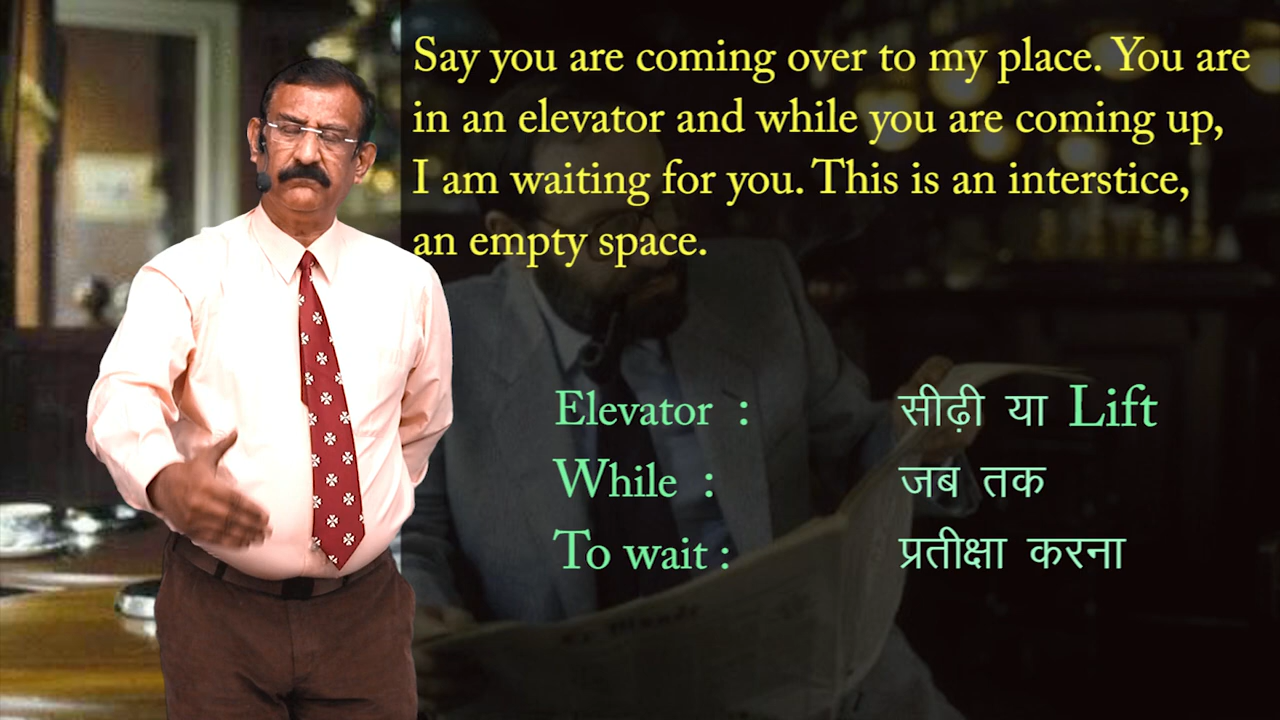 Say you are coming over to my place. You are
in an elevator and while you are coming up,
I am waiting for you. This is an interstice,
an empty space.
Elevator : सीढ़ी या Lift
While : जब तक
To wait : प्रतीक्षा करना